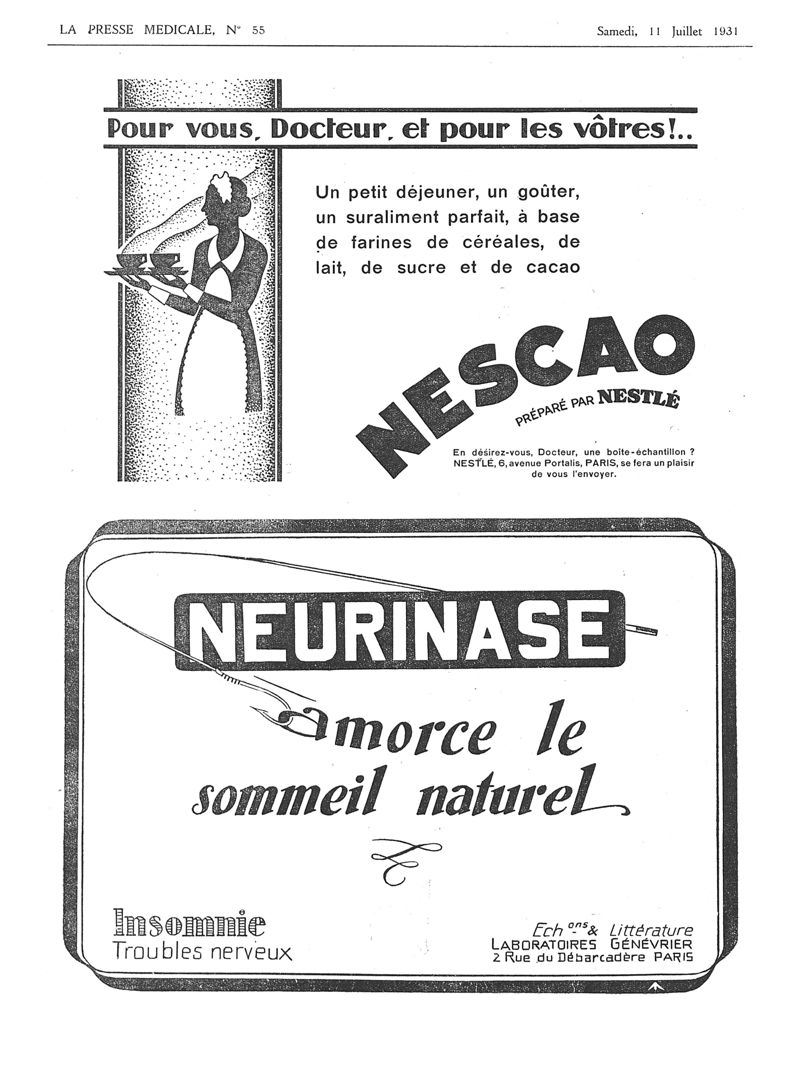 LA PRESSE MEDICALE, N° 55
Samedi, 11 Juillet 1931
Pour vous, Docteur, et pour les vôtres!..
Un petit déjeuner, un goûter,
un suraliment parfait, à base
de farines de céréales, de
lait, de sucre et de cacao
NESCAO
PRÉPARÉ PAR NESTLÉ
En désirez-vous, Docteur, une boite-échantillon ?
NESTLÉ, 6, avenue Portalis, PARIS, se fera un plaisir
de vous l'envoyer.
NEURINASE
amorce le
sommeil naturel
Insomnie
Troubles nerveux
Ech ons & Littérature
LABORATOIRES GÉNÉVRIER
2 Rue du Débarcadère PARIS